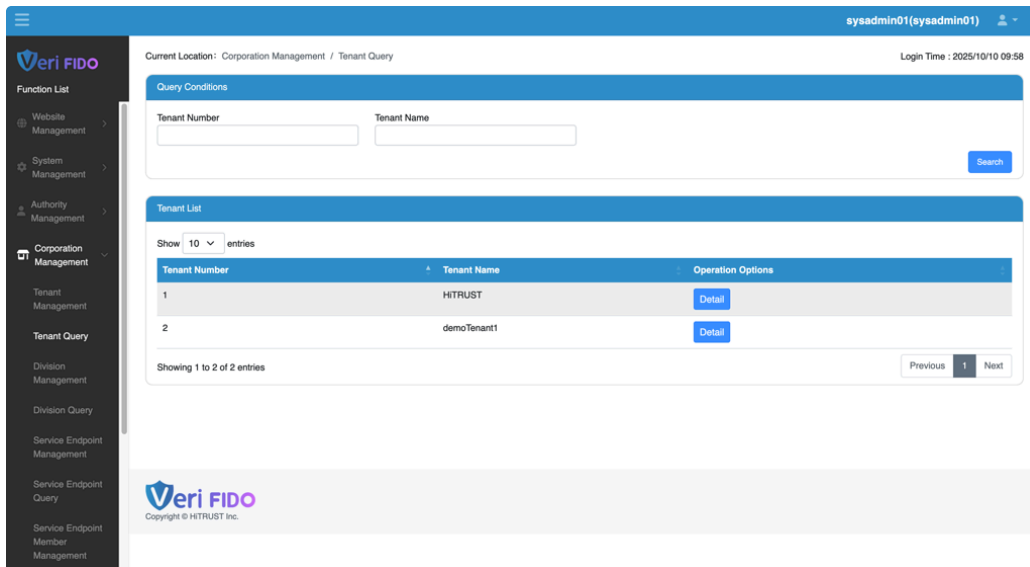 sysadmin01(sysadmin01)
Veri FIDO
Function List
Website
Management
System
Management
Authority
Management
Corporation
Management
Tenant
Management
Tenant Query
Division
Management
Division Query
Service Endpoint
Management
Service Endpoint
Query
Service Endpoint
Member
Management
Current Location: Corporation Management / Tenant Query
Login Time : 2025/10/10 09:58
Query Conditions
Tenant Number Tenant Name
Search
Tenant List
Show 10 entries
Tenant Number Tenant Name Operation Options
1 HiTRUST Detail
2 demoTenant1 Detail
Showing 1 to 2 of 2 entries
Previous 1 Next
Veri FIDO
Copyright © HiTRUST Inc.